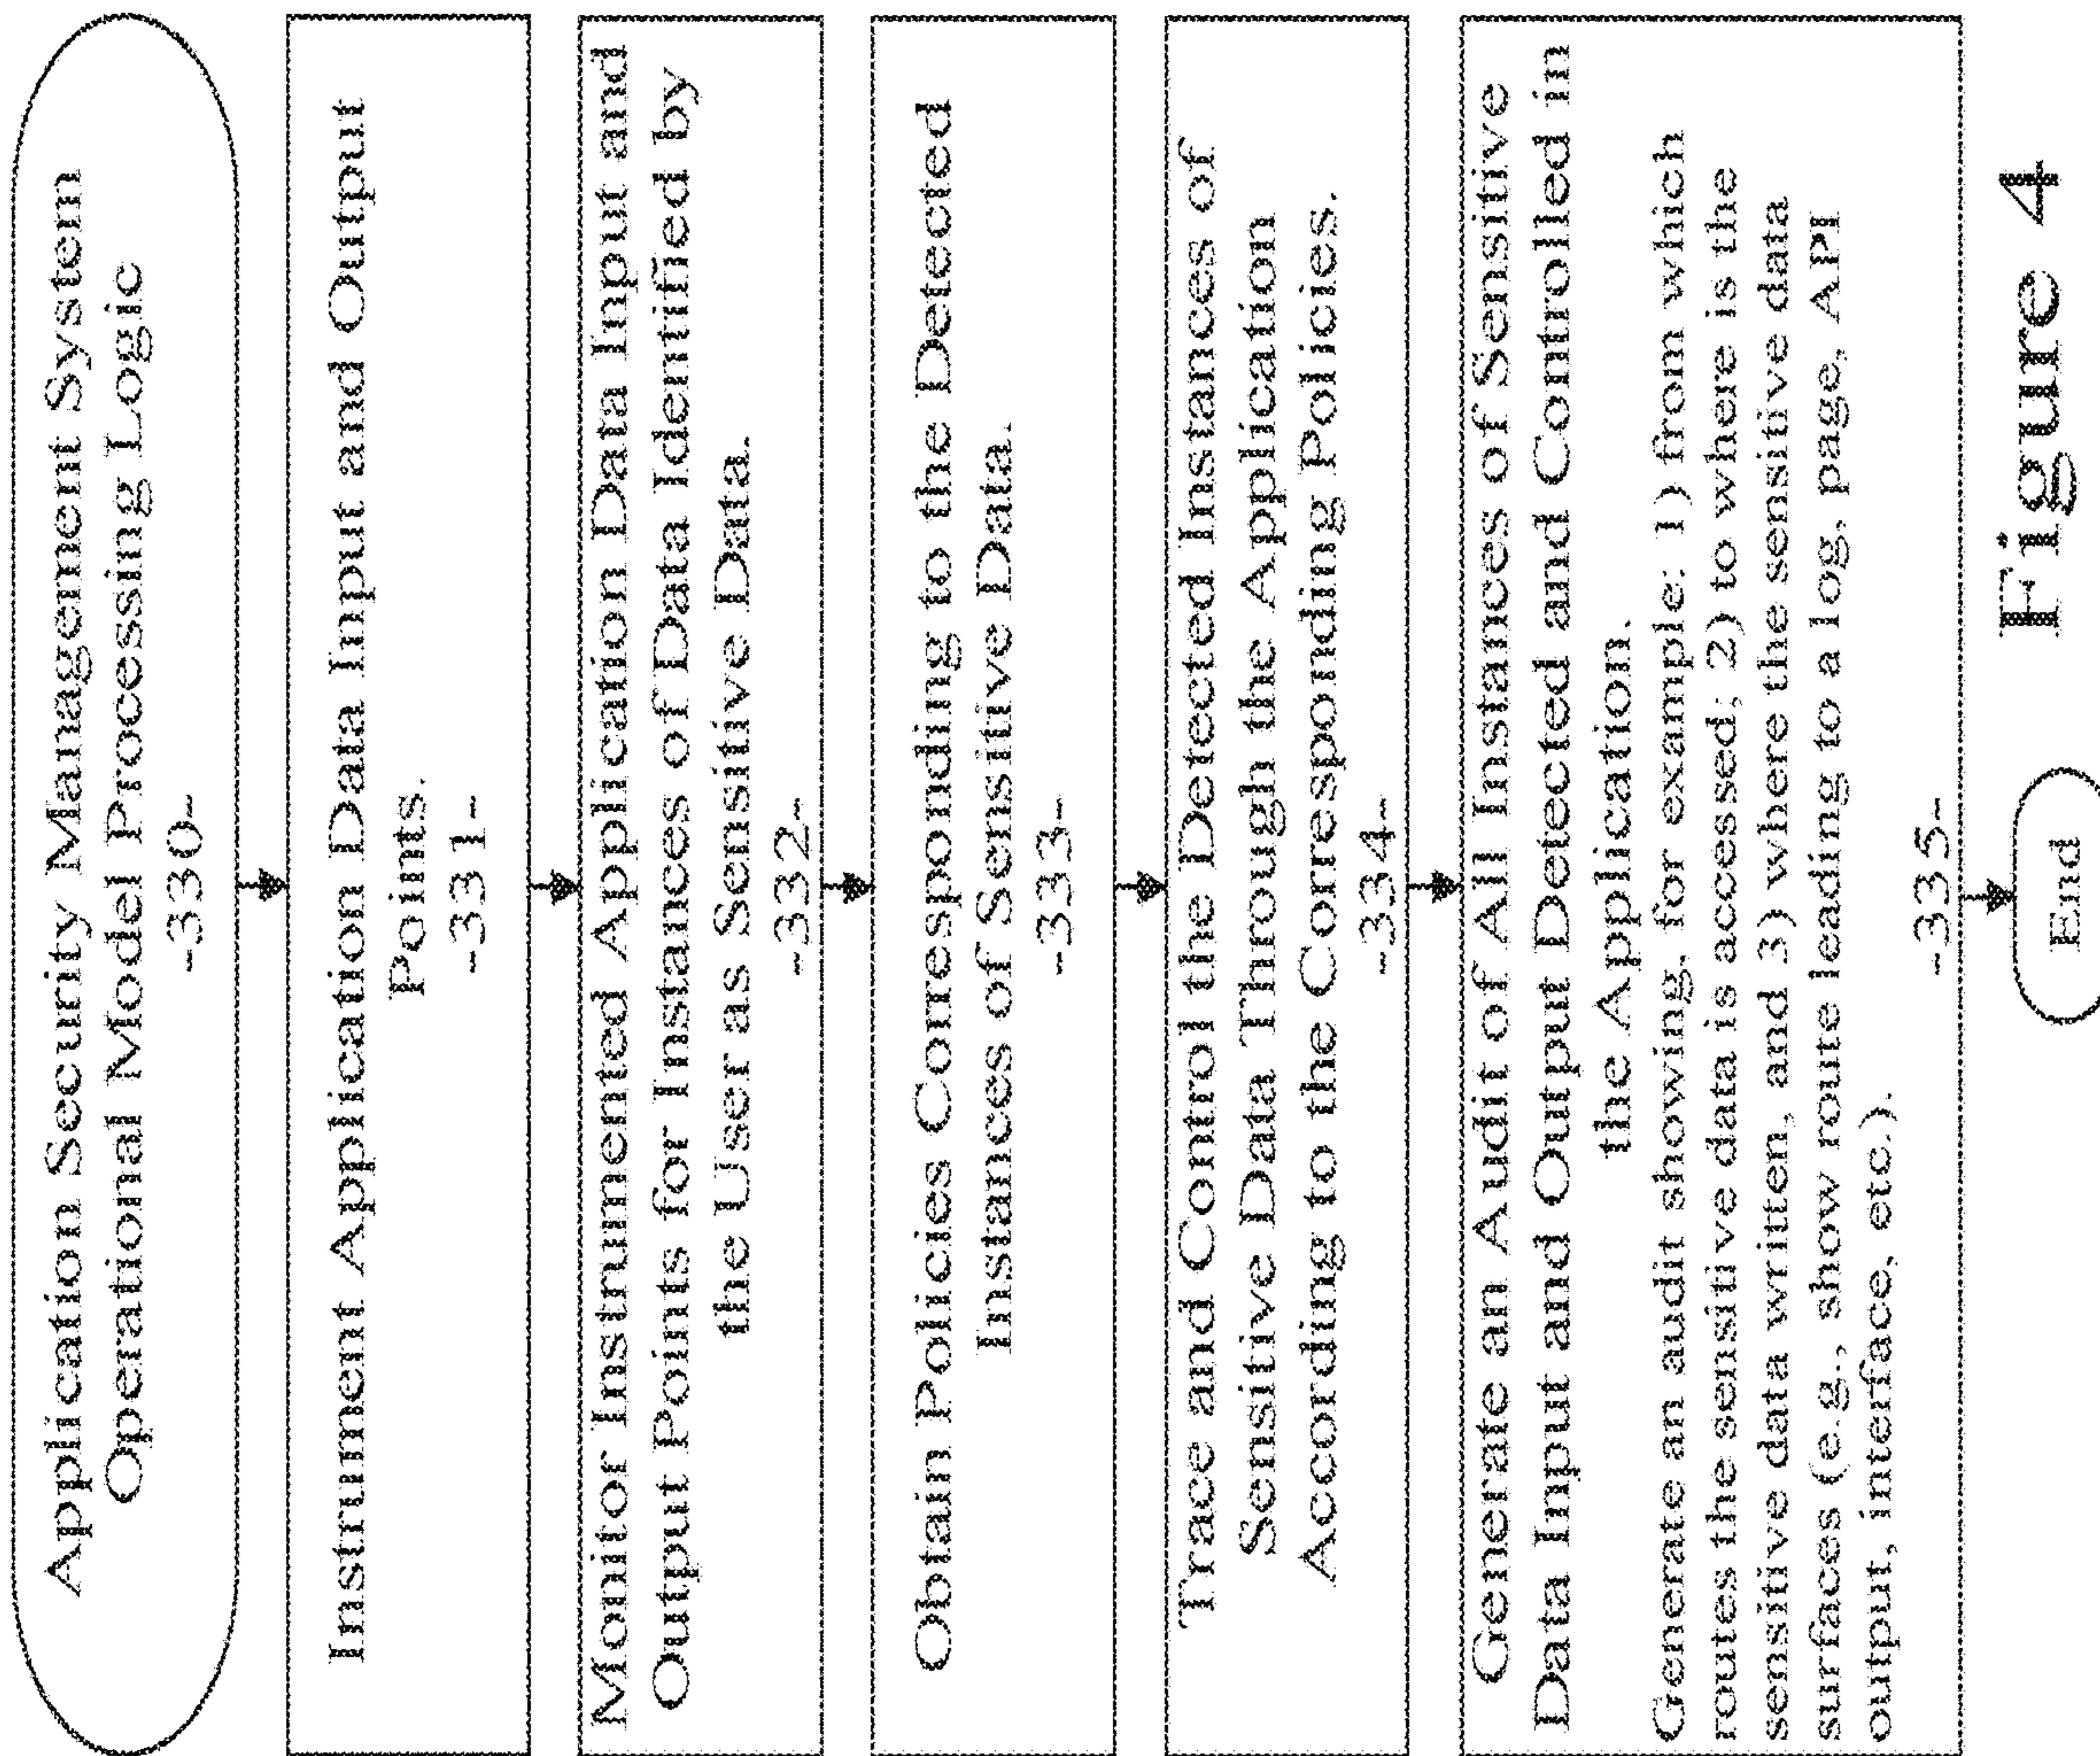 Application Security Management System
Operational Model Processing Logic
-330-
Instrument Application Data Input and Output
Points.
-331-
Monitor Instrumented Application Data Input and
Output Points for Instances of Data Identified by
the User as Sensitive Data.
-332-
Obtain Policies Corresponding to the Detected
Instances of Sensitive Data.
-333-
Trace and Control the Detected Instances of
Sensitive Data Through the Application
According to the Corresponding Policies.
-334-
Generate an Audit of All Instances of Sensitive
Data Input and Output Detected and Controlled in
the Application.
Generate an audit showing, for example: 1) from which
routes the sensitive data is accessed; 2) to where is the
sensitive data written, and 3) where the sensitive data
surfaces (e.g., show route leading to a log, page, API
output, interface, etc.).
-335-
End
Figure 4